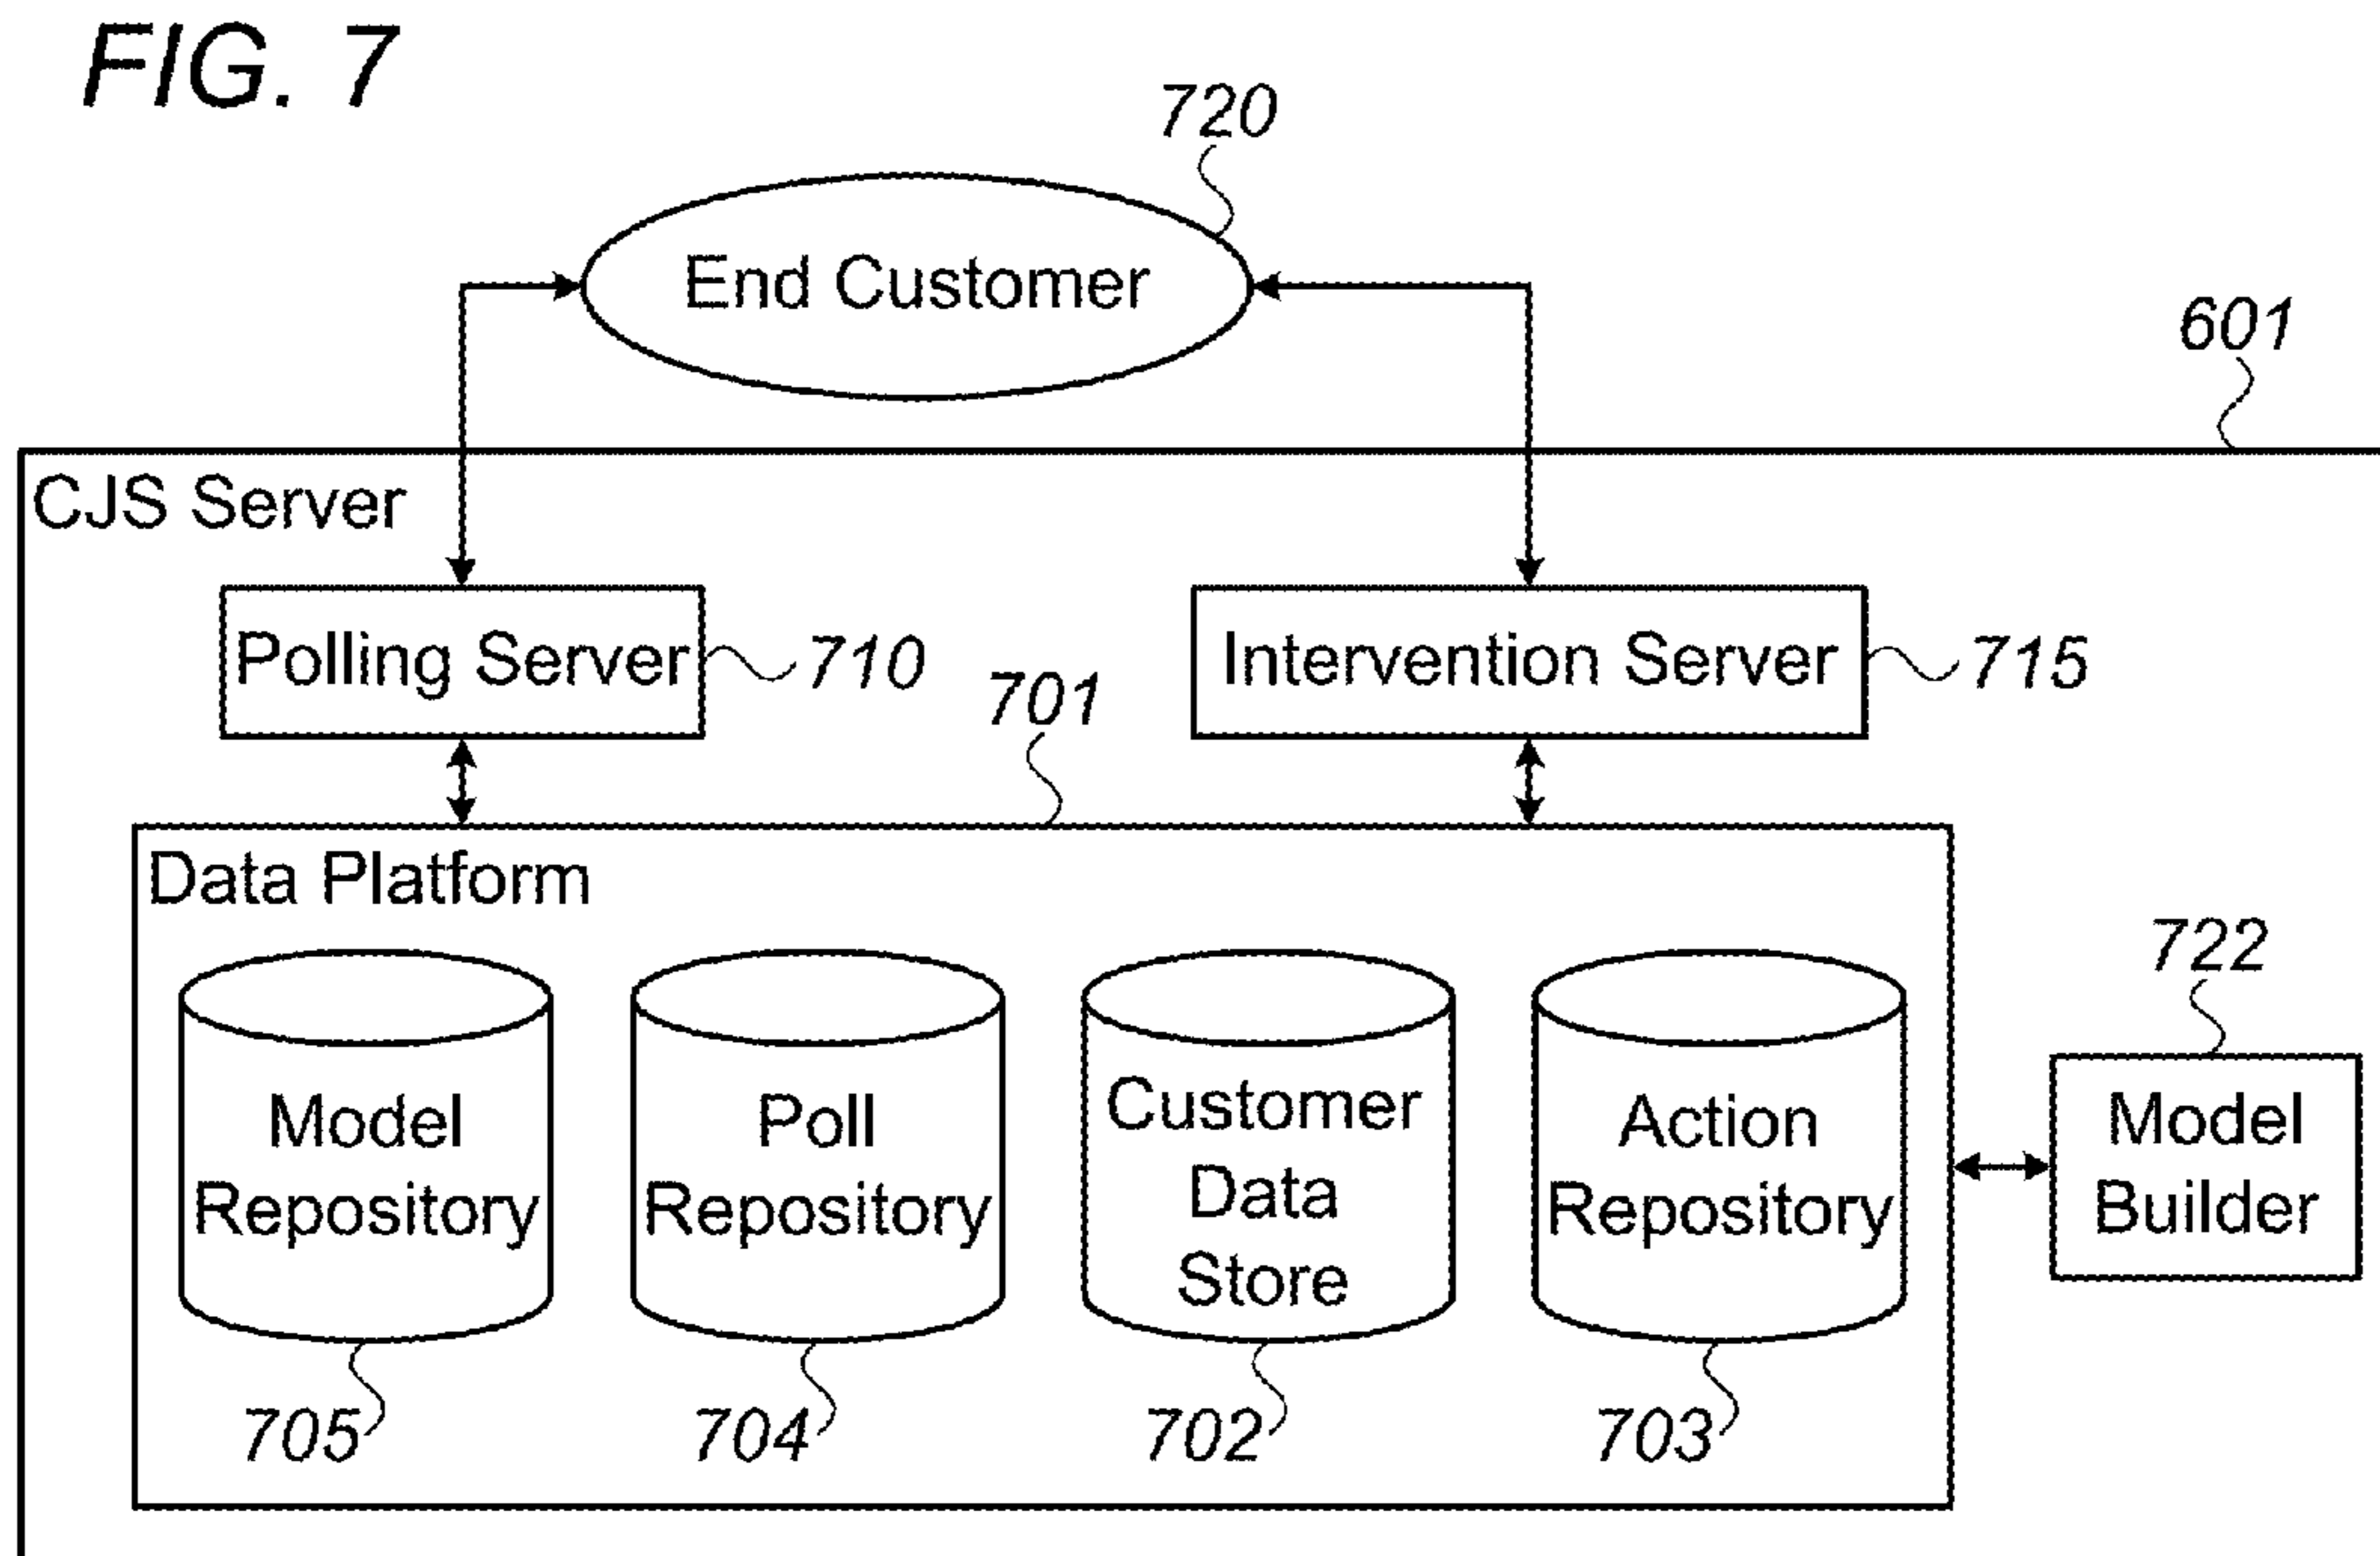 FIG. 7
720
End Customer
601
CJS Server
Polling Server
710
701
Intervention Server
715
Data Platform
722
Model
Repository
Poll
Repository
Customer
Data
Store
Action
Repository
Model
Builder
705
704
702
703